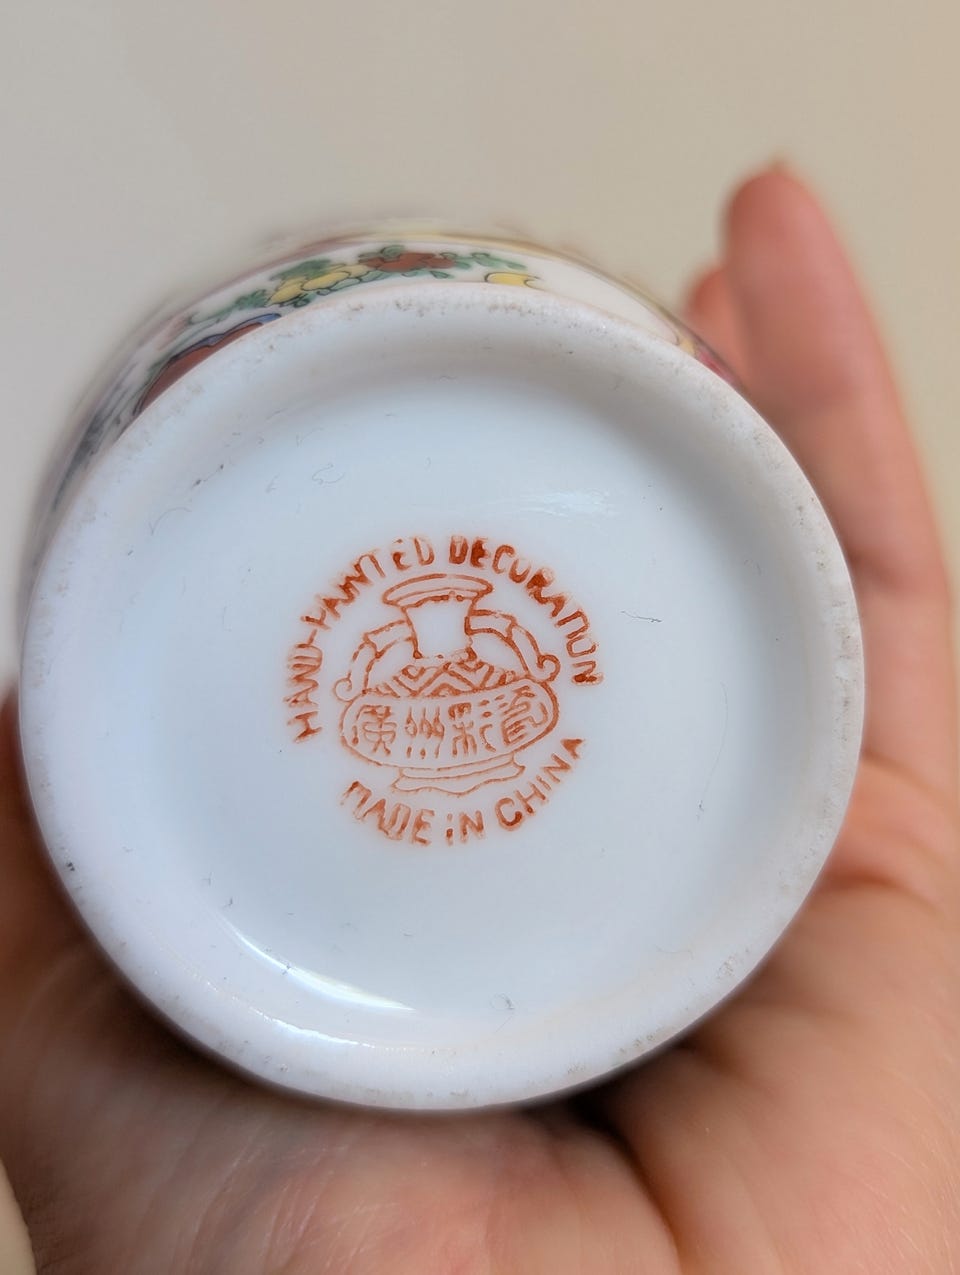 HAND-PAINTED DECORATION
廣州彩瓷
MADE IN CHINA